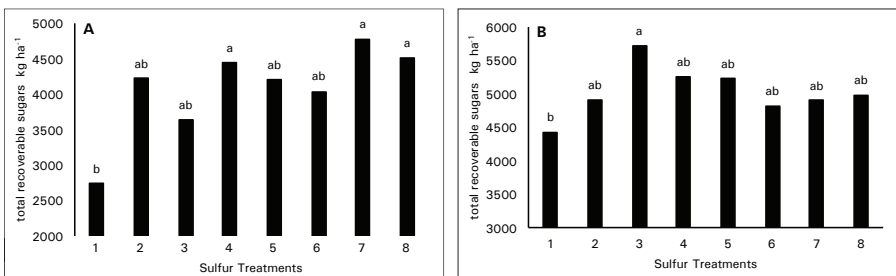 A
total recoverable sugars kg ha⁻¹
5000
4500
4000
3500
3000
2500
2000
b
ab
ab
a
ab
ab
a
a
1 2 3 4 5 6 7 8
Sulfur Treatments
B
total recoverable sugars kg ha⁻¹
6000
5500
5000
4500
4000
3500
3000
b
ab
a
ab
ab
ab
ab
ab
1 2 3 4 5 6 7 8
Sulfur Treatments